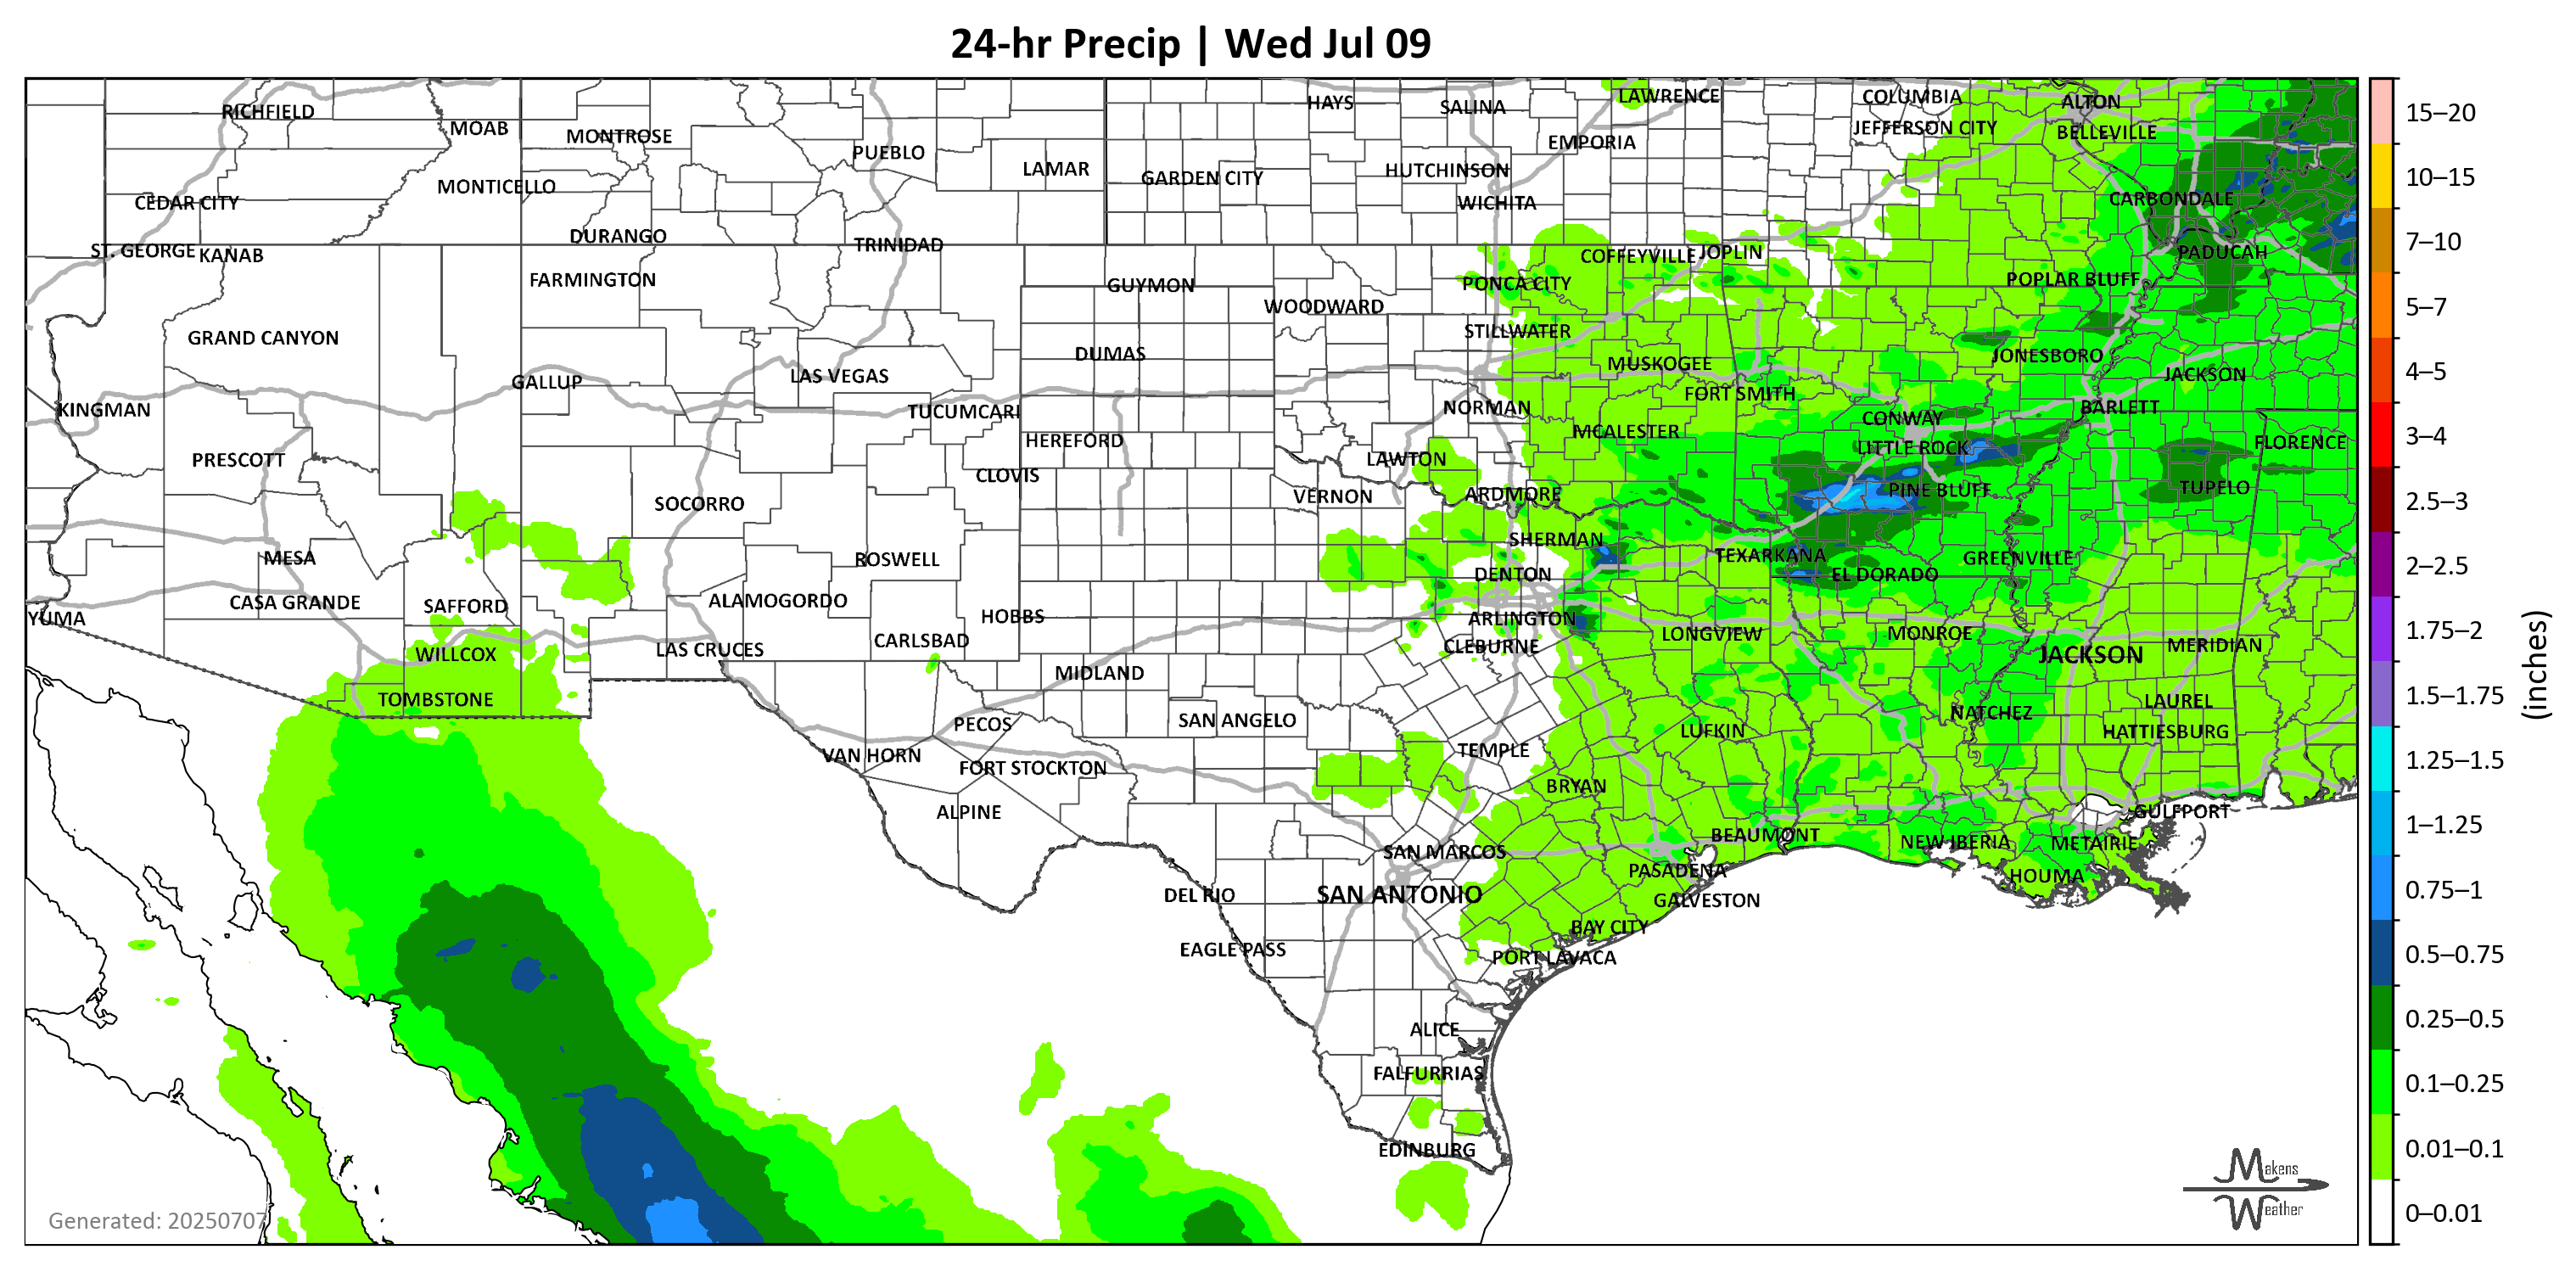 24-hr Precip | Wed Jul 09
RICHFIELD
MOAB
MONTROSE
PUEBLO
LAMAR
HAYS
SALINA
LAWRENCE
COLUMBIA
ALTON
EMPORIA
JEFFERSON CITY
BELLEVILLE
GARDEN CITY
HUTCHINSON
MONTICELLO
CEDAR CITY
WICHITA
CARBONDALE
DURANGO
TRINIDAD
ST. GEORGE
KANAB
COFFEYVILLE
JOPLIN
PADUCAH
FARMINGTON
GUYMON
PONCA CITY
POPLAR BLUFF
WOODWARD
GRAND CANYON
STILLWATER
DUMAS
MUSKOGEE
JONESBORO
GALLUP
LAS VEGAS
FORT SMITH
JACKSON
KINGMAN
TUCUMCARI
NORMAN
CONWAY
BARLETT
HEREFORD
MCALESTER
LITTLE ROCK
FLORENCE
PRESCOTT
LAWTON
CLOVIS
SOCORRO
VERNON
ARDMORE
PINE BLUFF
TUPELO
MESA
ROSWELL
SHERMAN
TEXARKANA
GREENVILLE
DENTON
EL DORADO
YUMA
CASA GRANDE
SAFFORD
ALAMOGORDO
HOBBS
ARLINGTON
WILLCOX
LAS CRUCES
CARLSBAD
CLEBURNE
LONGVIEW
MONROE
JACKSON
MERIDIAN
TOMBSTONE
MIDLAND
PECOS
SAN ANGELO
LAUREL
NATCHEZ
VAN HORN
FORT STOCKTON
TEMPLE
LUFKIN
HATTIESBURG
ALPINE
BRYAN
GULFPORT
SAN MARCOS
BEAUMONT
NEW IBERIA
METAIRIE
DEL RIO
SAN ANTONIO
PASADENA
HOUMA
GALVESTON
EAGLE PASS
BAY CITY
PORT LAVACA
ALICE
FALFURRIAS
EDINBURG
Generated: 20250707
Makens
Weather
15–20
10–15
7–10
5–7
4–5
3–4
2.5–3
2–2.5
1.75–2
1.5–1.75
1.25–1.5
1–1.25
0.75–1
0.5–0.75
0.25–0.5
0.1–0.25
0.01–0.1
0–0.01
(inches)